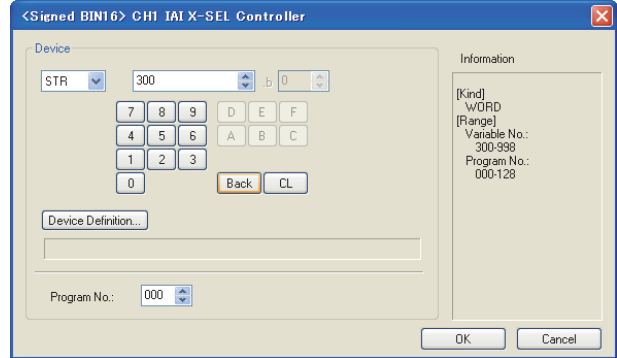 <Signed BIN16> CH1 IAI X-SEL Controller
Device
STR 300 .b 0
7 8 9 D E F
4 5 6 A B C
1 2 3
0 Back CL
Device Definition...
Program No.: 000
Information
[Kind]
WORD
[Range]
Variable No.:
300-998
Program No.:
000-128
OK Cancel